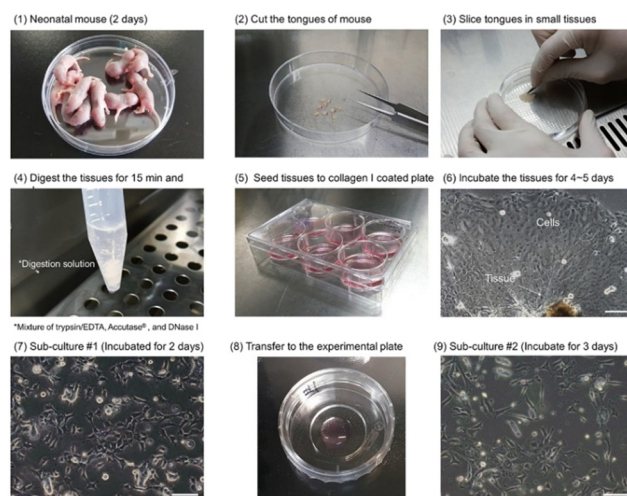 (1) Neonatal mouse (2 days)
(2) Cut the tongues of mouse
(3) Slice tongues in small tissues
(4) Digest the tissues for 15 min and
(5) Seed tissues to collagen I coated plate
(6) Incubate the tissues for 4~5 days
*Digestion solution
Cells
Tissue
*Mixture of trypsin/EDTA, Accutase®, and DNase I
(7) Sub-culture #1 (Incubated for 2 days)
(8) Transfer to the experimental plate
(9) Sub-culture #2 (Incubate for 3 days)